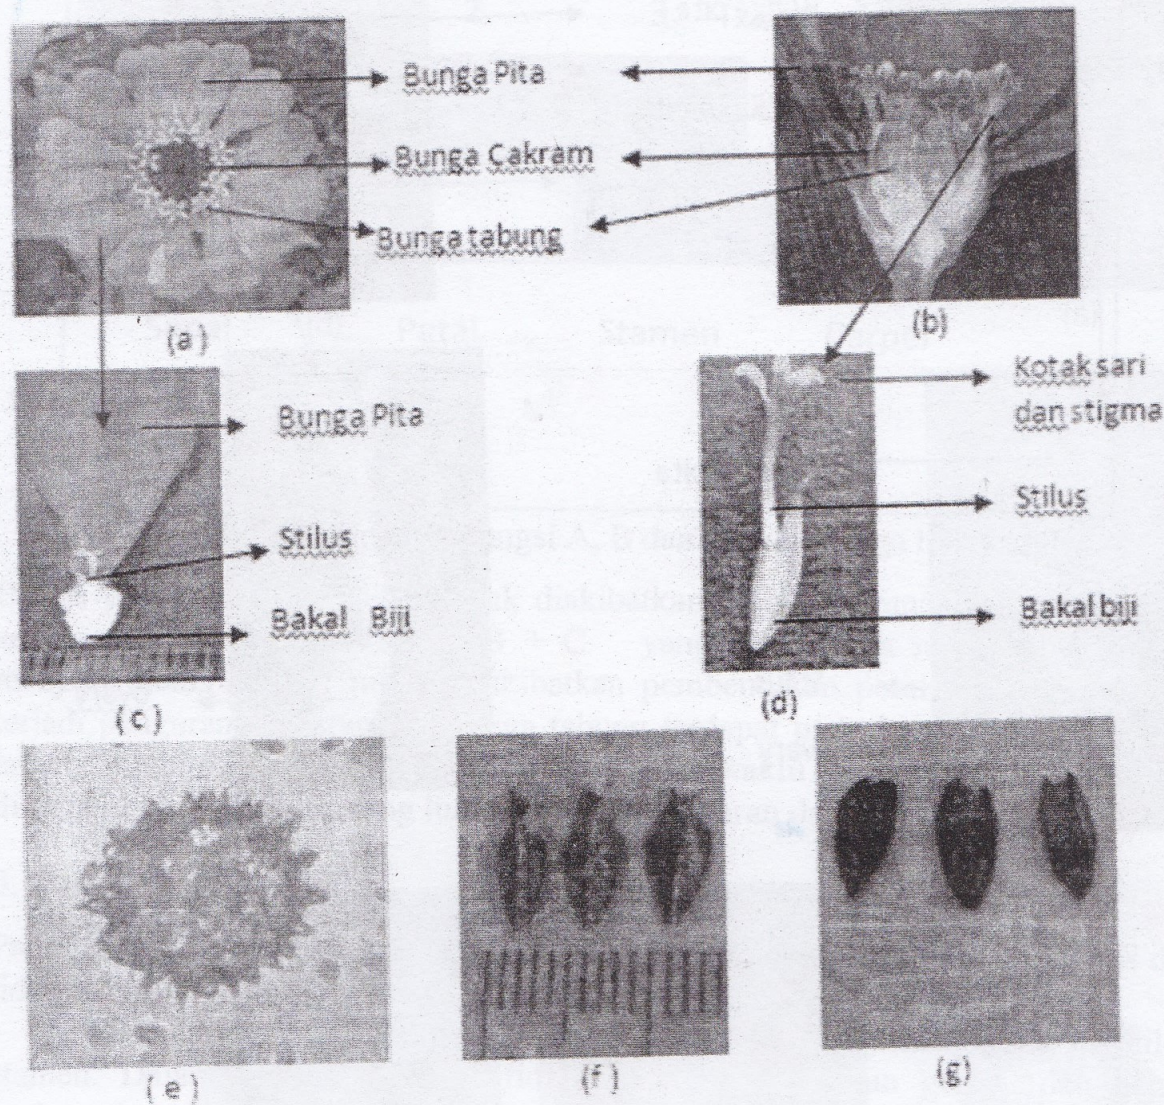 Bunga Pita
Bunga Cakram
Bunga tabung
(a)
(b)
Bunga Pita
Stilus
Bakal Biji
(c)
Kotak sari
dan stigma
Stilus
Bakal biji
(d)
(e)
(f)
(g)